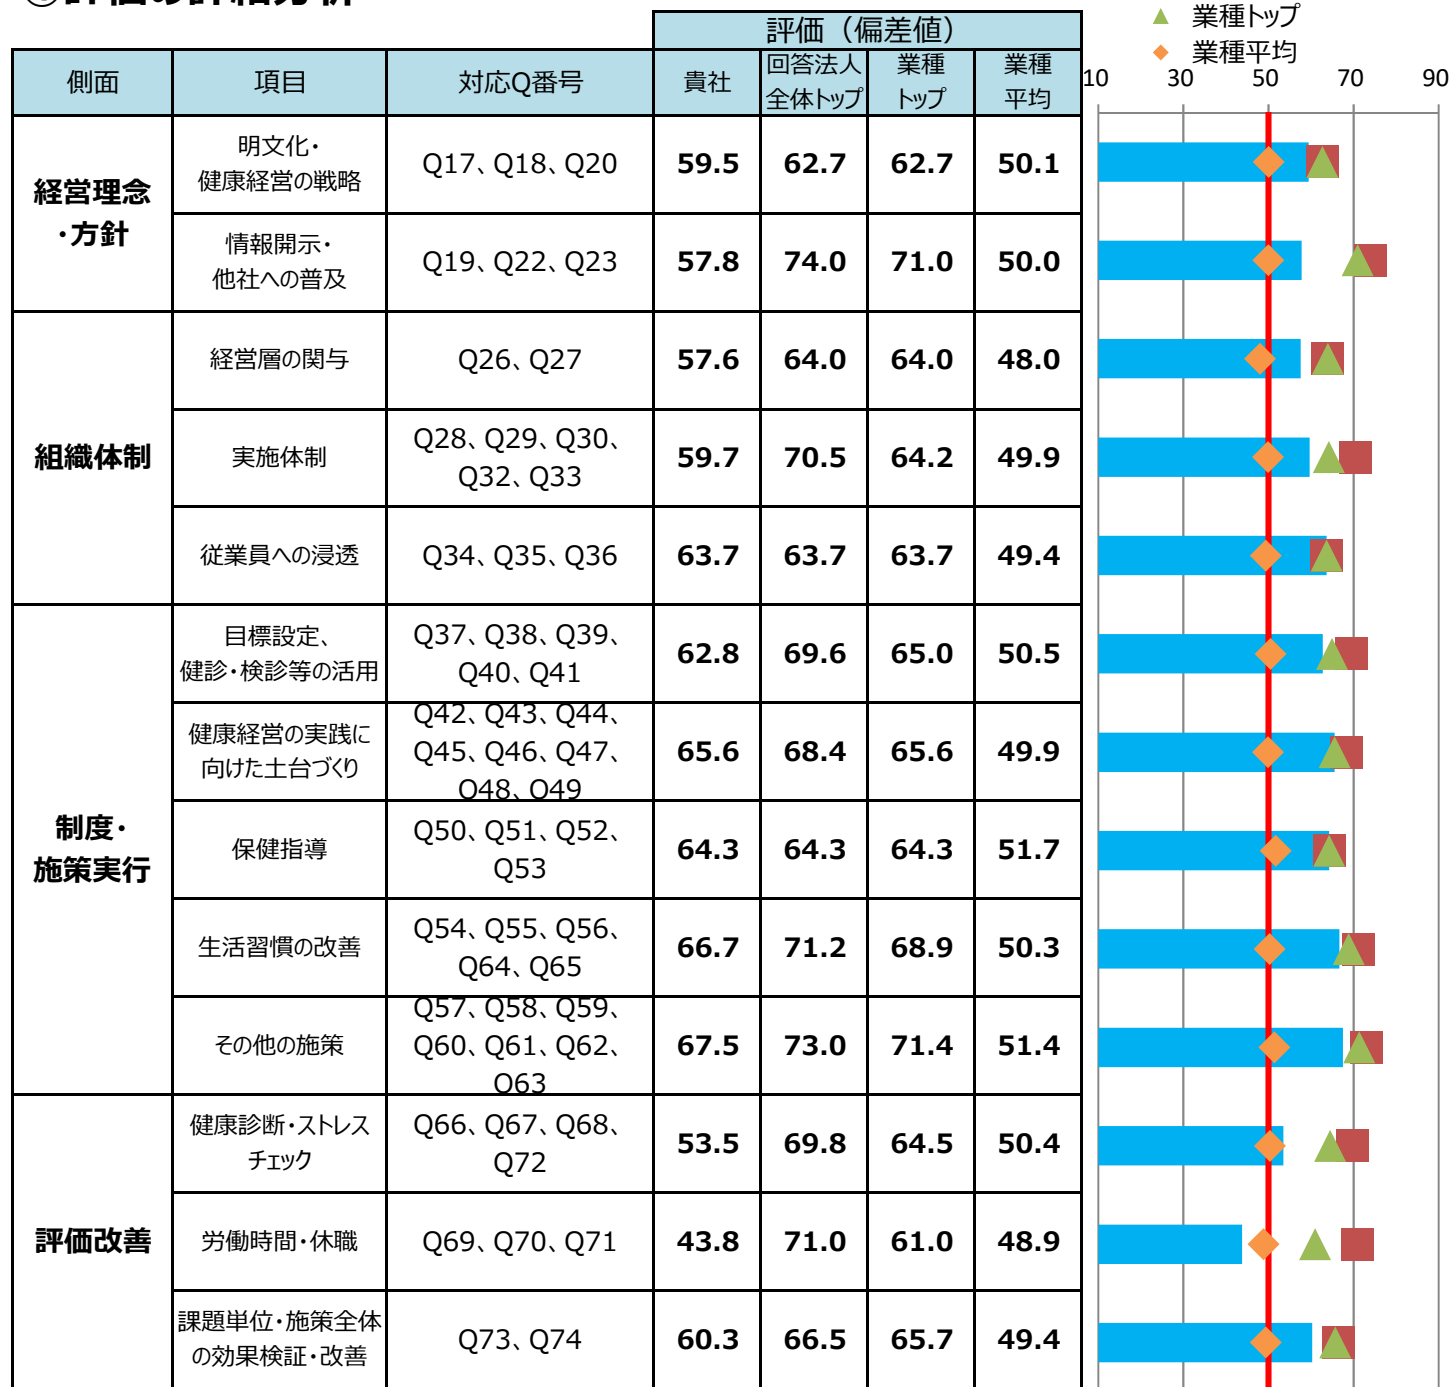 ①評価の詳細分析
▲ 業種トップ
◆ 業種平均
評価（偏差値）
側面 項目 対応Q番号 貴社 回答法人 業種 業種
全体トップ トップ 平均
10 30 50 70 90
経営理念
・方針
明文化・
健康経営の戦略
Q17、Q18、Q20 59.5 62.7 62.7 50.1
情報開示・
他社への普及
Q19、Q22、Q23 57.8 74.0 71.0 50.0
組織体制
経営層の関与 Q26、Q27 57.6 64.0 64.0 48.0
実施体制
Q28、Q29、Q30、
Q32、Q33
59.7 70.5 64.2 49.9
従業員への浸透 Q34、Q35、Q36 63.7 63.7 63.7 49.4
制度・
施策実行
目標設定、
健診・検診等の活用
Q37、Q38、Q39、
Q40、Q41
62.8 69.6 65.0 50.5
健康経営の実践に
向けた土台づくり
Q42、Q43、Q44、
Q45、Q46、Q47、
Q48、Q49
65.6 68.4 65.6 49.9
保健指導
Q50、Q51、Q52、
Q53
64.3 64.3 64.3 51.7
生活習慣の改善
Q54、Q55、Q56、
Q64、Q65
66.7 71.2 68.9 50.3
その他の施策
Q57、Q58、Q59、
Q60、Q61、Q62、
Q63
67.5 73.0 71.4 51.4
評価改善
健康診断・ストレス
チェック
Q66、Q67、Q68、
Q72
53.5 69.8 64.5 50.4
労働時間・休職 Q69、Q70、Q71 43.8 71.0 61.0 48.9
課題単位・施策全体
の効果検証・改善
Q73、Q74 60.3 66.5 65.7 49.4